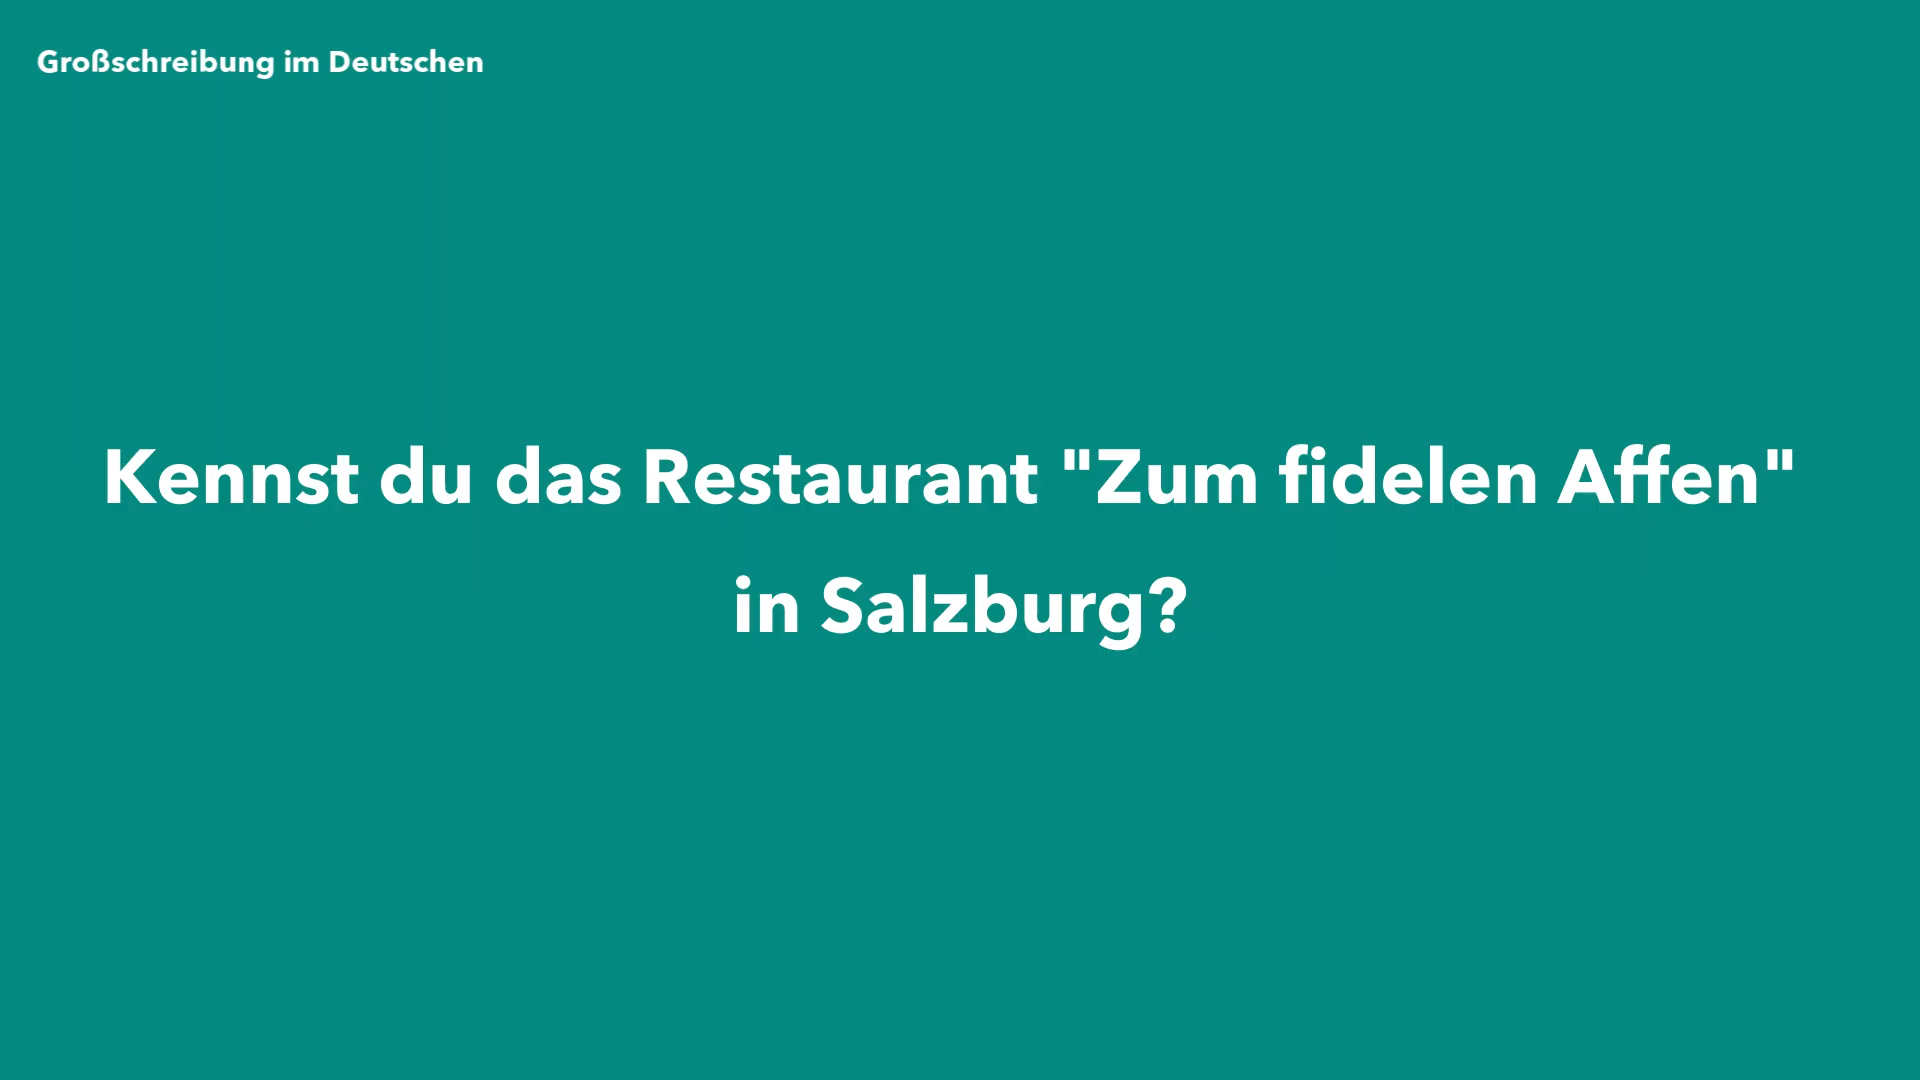 Großschreibung im Deutschen
Kennst du das Restaurant "Zum fidelen Affen"
in Salzburg?